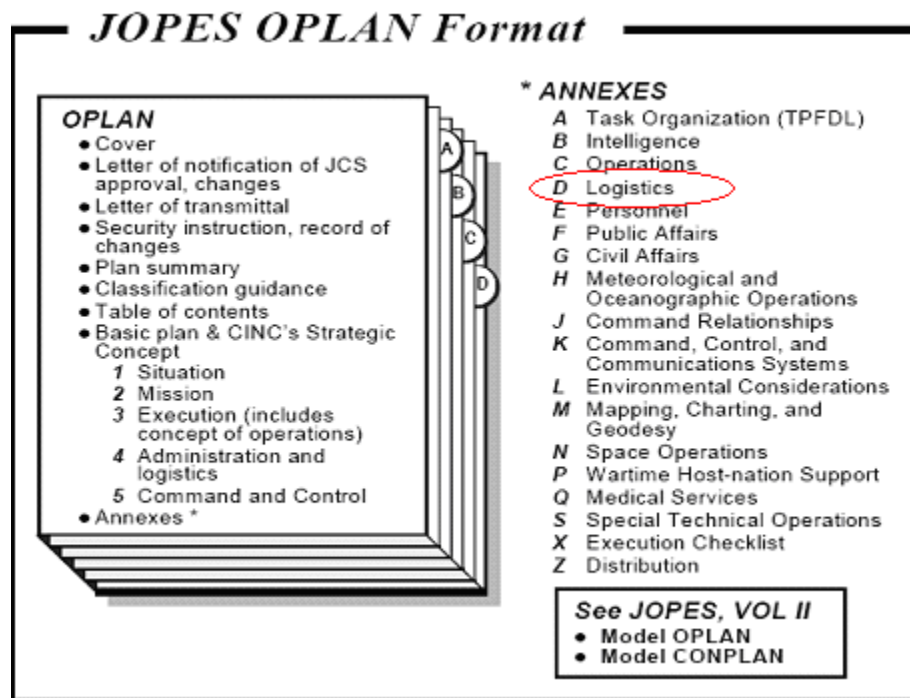 JOPES OPLAN Format
OPLAN
• Cover
• Letter of notification of JCS
approval, changes
• Letter of transmittal
• Security instruction, record of
changes
• Plan summary
• Classification guidance
• Table of contents
• Basic plan & CINC's Strategic
Concept
1 Situation
2 Mission
3 Execution (includes
concept of operations)
4 Administration and
logistics
5 Command and Control
• Annexes *
A
B
C
D
* ANNEXES
A Task Organization (TPFDL)
B Intelligence
C Operations
D Logistics
E Personnel
F Public Affairs
G Civil Affairs
H Meteorological and
Oceanographic Operations
J Command Relationships
K Command, Control, and
Communications Systems
L Environmental Considerations
M Mapping, Charting, and
Geodesy
N Space Operations
P Wartime Host-nation Support
Q Medical Services
S Special Technical Operations
X Execution Checklist
Z Distribution
See JOPES, VOL II
• Model OPLAN
• Model CONPLAN